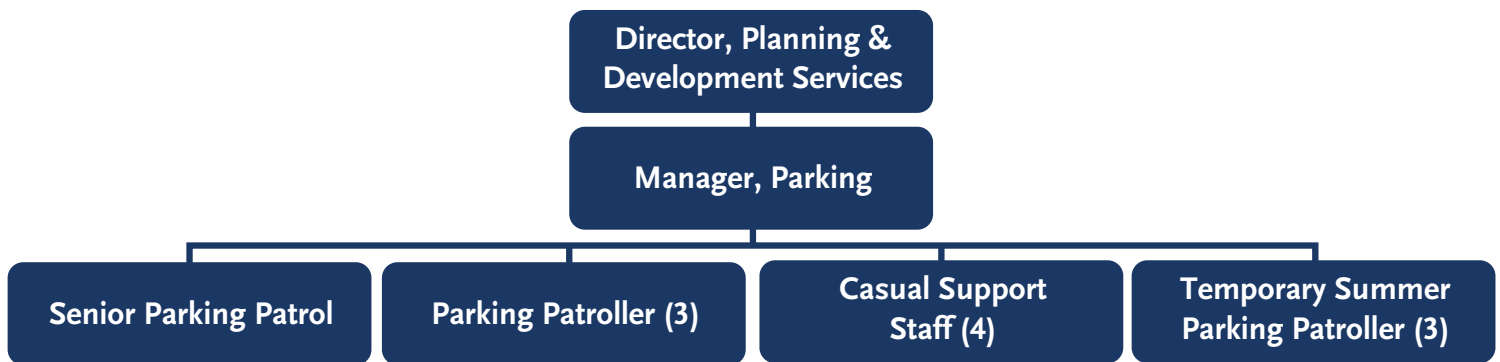 Director, Planning &
Development Services
Manager, Parking
Senior Parking Patrol
Parking Patroller (3)
Casual Support
Staff (4)
Temporary Summer
Parking Patroller (3)